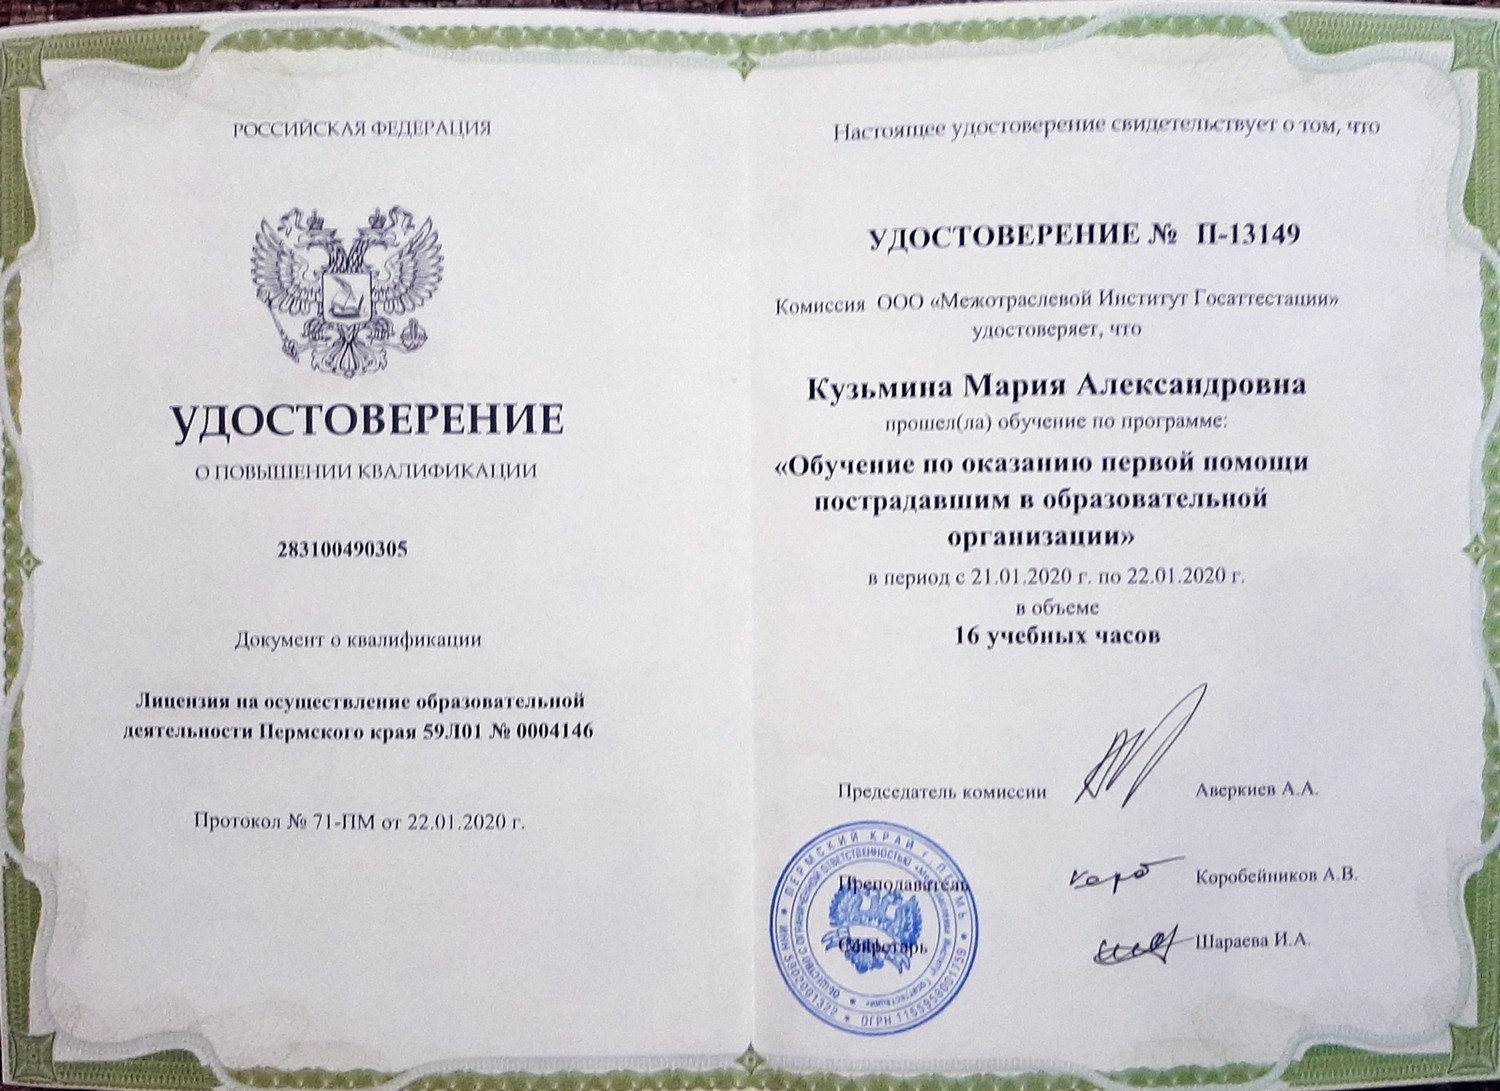 РОССИЙСКАЯ ФЕДЕРАЦИЯ
УДОСТОВЕРЕНИЕ
О ПОВЫШЕНИИ КВАЛИФИКАЦИИ
283100490305
Документ о квалификации
Лицензия на осуществление образовательной
деятельности Пермского края 59Л01 № 0004146
Протокол № 71-ПМ от 22.01.2020 г.
Настоящее удостоверение свидетельствует о том, что
УДОСТОВЕРЕНИЕ № П-13149
Комиссия ООО «Межотраслевой Институт Госаттестации»
удостоверяет, что
Кузьмина Мария Александровна
прошел(ла) обучение по программе:
«Обучение по оказанию первой помощи
пострадавшим в образовательной
организации»
в период с 21.01.2020 г. по 22.01.2020 г.
в объеме
16 учебных часов
Председатель комиссии Аверкиев А.А.
Преподаватель Коробейников А.В.
Секретарь Шараева И.А.
ПЕРМСКИЙ КРАЙ г. ПЕРМЬ
ОБЩЕСТВО С ОГРАНИЧЕННОЙ ОТВЕТСТВЕННОСТЬЮ